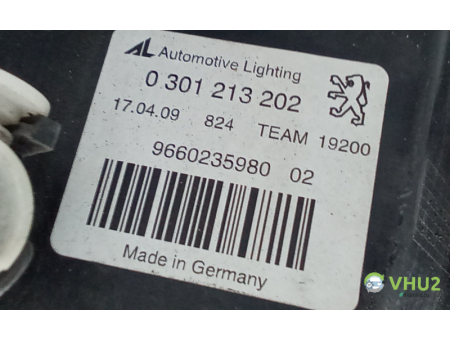 AL Automotive Lighting
0 301 213 202
17.04.09 824 TEAM 19200
9660235980 02
Made in Germany
VHU2